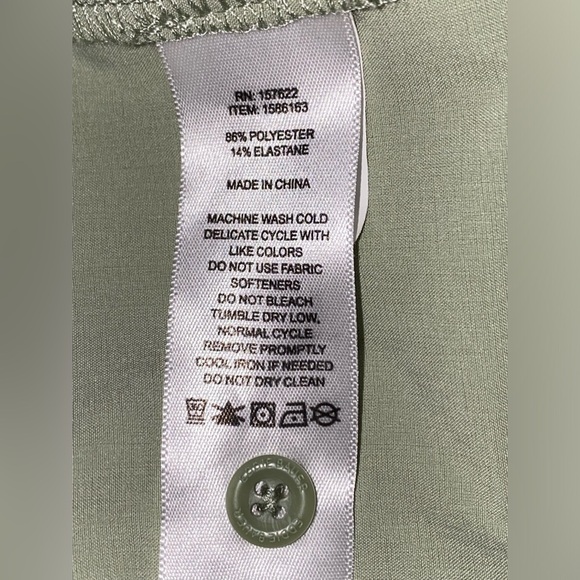 RN: 157622
ITEM: 1586163
86% POLYESTER
14% ELASTANE
MADE IN CHINA
MACHINE WASH COLD
DELICATE CYCLE WITH
LIKE COLORS
DO NOT USE FABRIC
SOFTENERS
DO NOT BLEACH
TUMBLE DRY LOW,
NORMAL CYCLE
REMOVE PROMPTLY
COOL IRON IF NEEDED
DO NOT DRY CLEAN